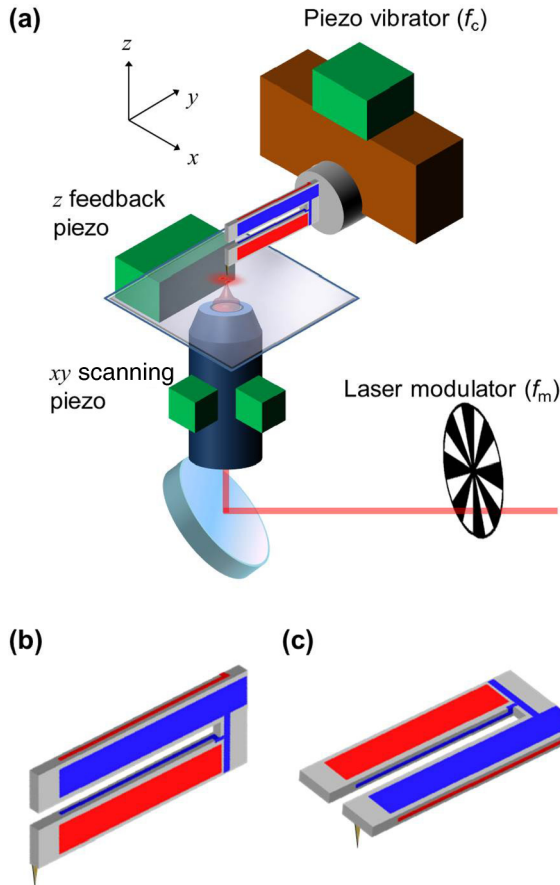 (a)
Piezo vibrator (fc)
z
y
x
z feedback
piezo
xy scanning
piezo
Laser modulator (fm)
(b)
(c)